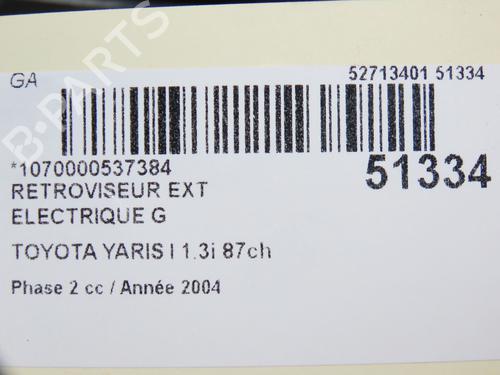 GA
52713401 51334
*1070000537384
51334
RETROVISEUR EXT
ELECTRIQUE G
TOYOTA YARIS I 1.3i 87ch
Phase 2 cc / Année 2004
B-PARTS